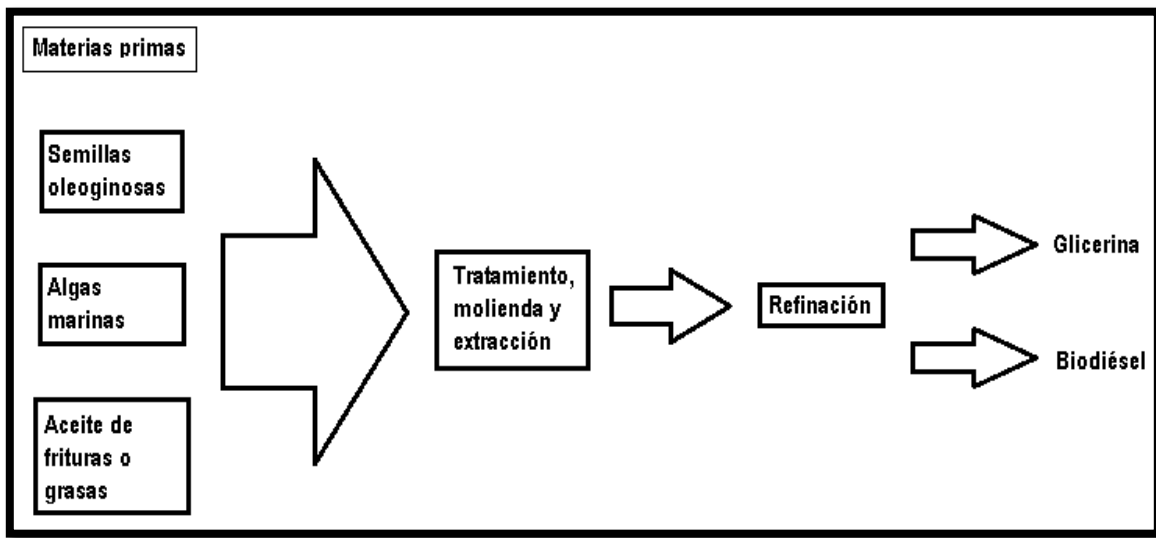 Materias primas
Semillas
oleoginosas
Algas
marinas
Aceite de
frituras o
grasas
Tratamiento,
molienda y
extracción
Refinación
Glicerina
Biodiésel